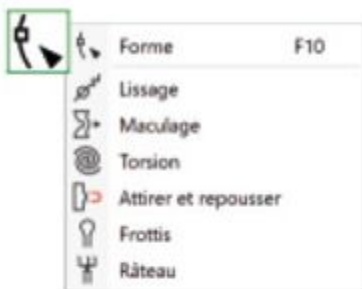 Forme F10
Lissage
Maculage
Torsion
Attirer et repousser
Frottis
Râteau